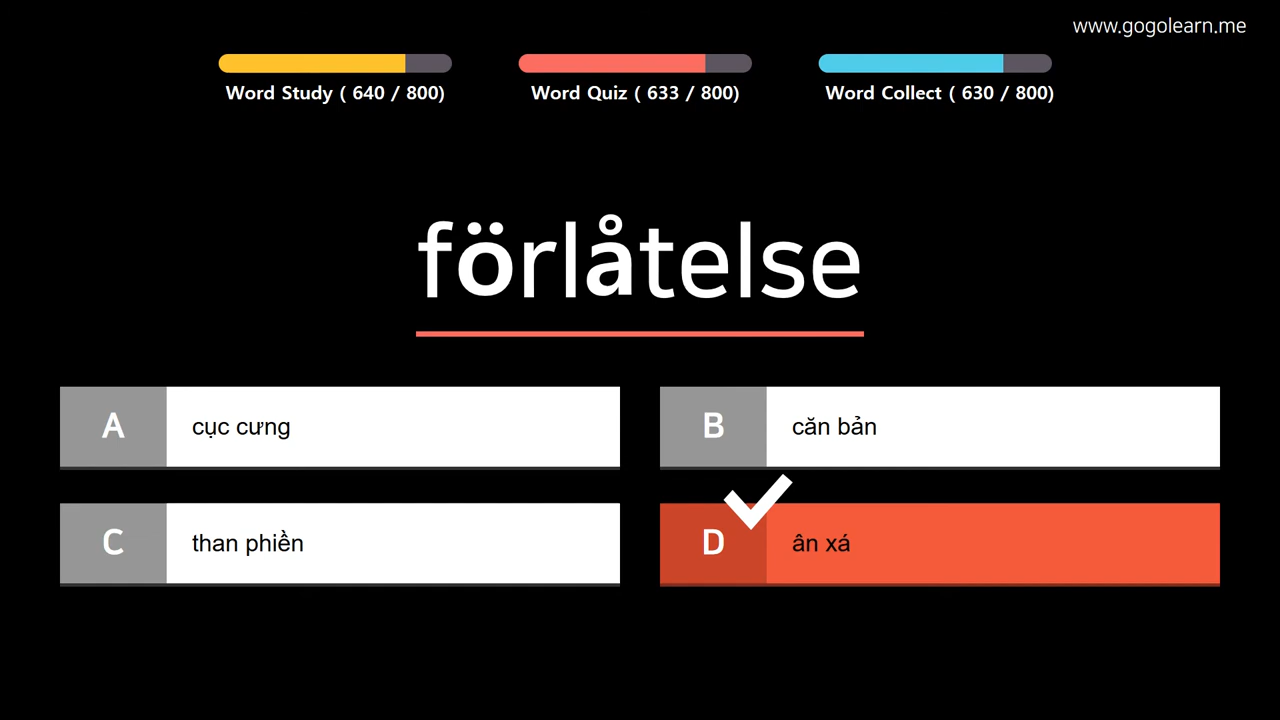 www.gogolearn.me
Word Study ( 640 / 800)
Word Quiz ( 633 / 800)
Word Collect ( 630 / 800)
förlåtelse
A cục cưng
B căn bản
C than phiền
D ân xá